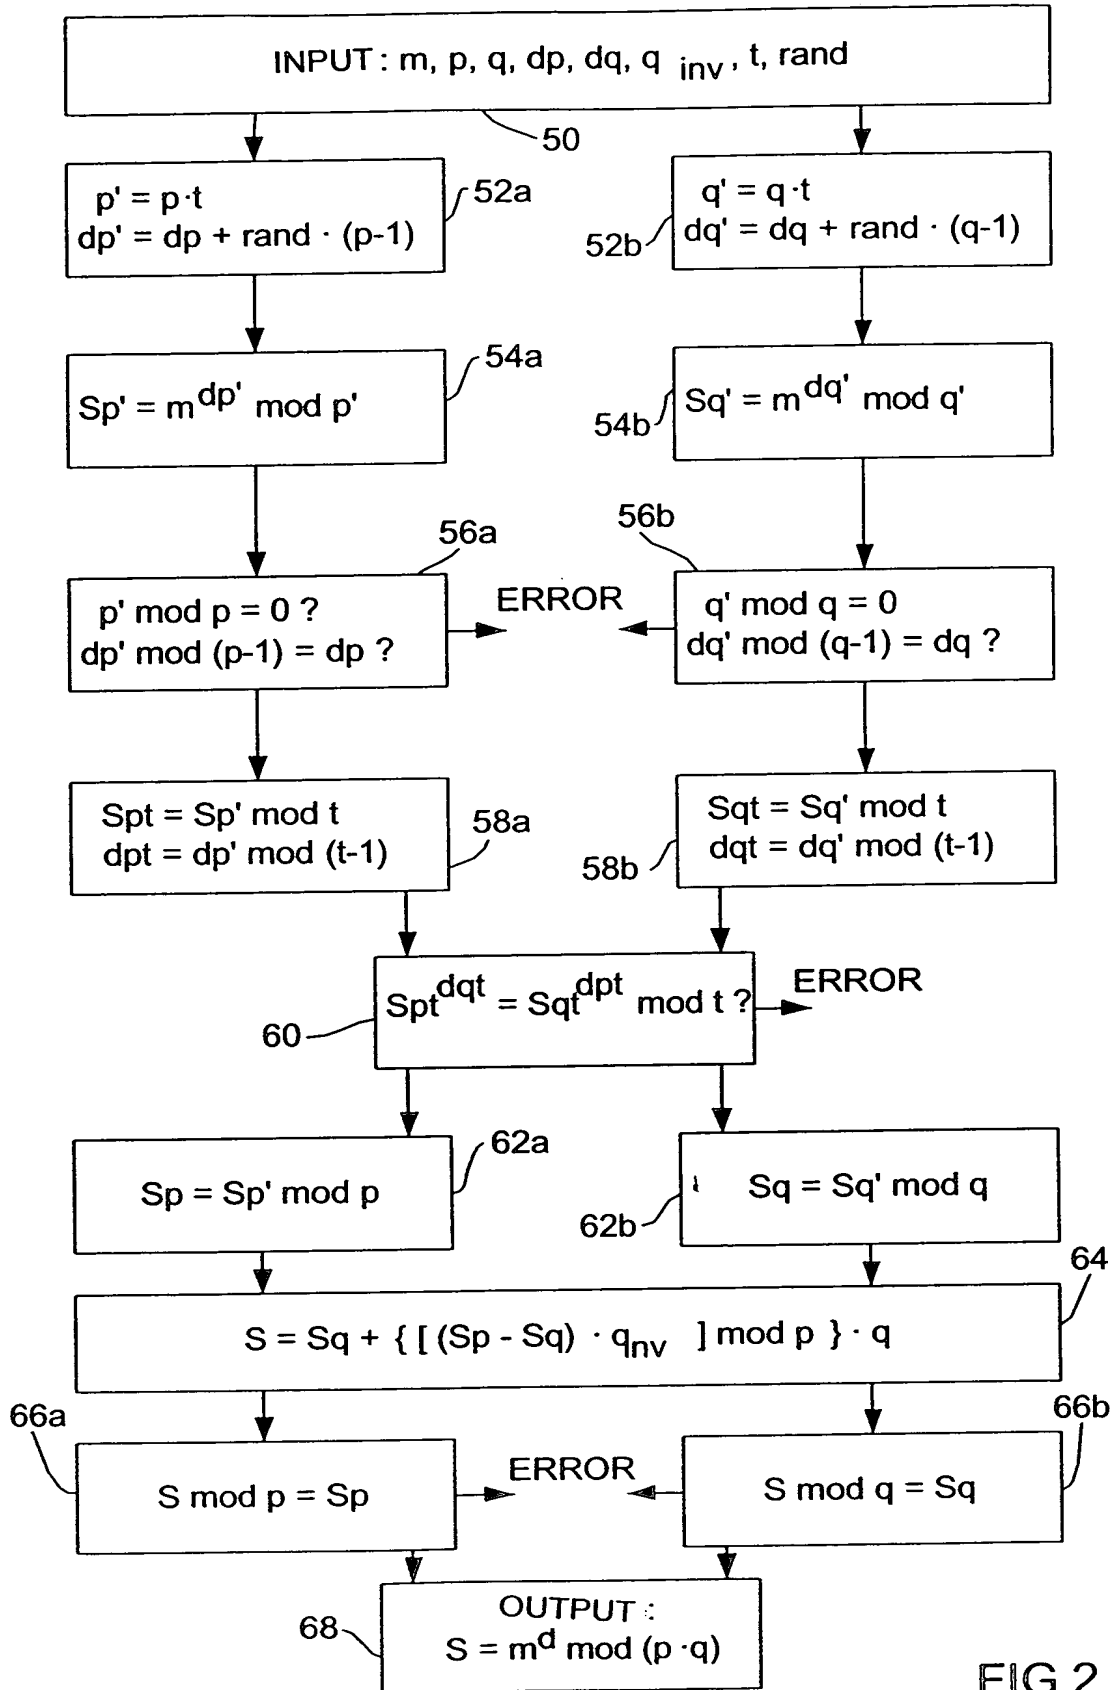 INPUT : m, p, q, dp, dq, q inv, t, rand
50
p' = p·t
dp' = dp + rand · (p-1)
52a
q' = q·t
dq' = dq + rand · (q-1)
52b
Sp' = m^dp' mod p'
54a
Sq' = m^dq' mod q'
54b
56a
p' mod p = 0 ?
dp' mod (p-1) = dp ?
ERROR
56b
q' mod q = 0
dq' mod (q-1) = dq ?
Spt = Sp' mod t
dpt = dp' mod (t-1)
58a
Sqt = Sq' mod t
dqt = dq' mod (t-1)
58b
Spt^dqt = Sqt^dpt mod t ?
ERROR
60
Sp = Sp' mod p
62a
Sq = Sq' mod q
62b
64
S = Sq + { [ (Sp - Sq) · qnv ] mod p } · q
66a
S mod p = Sp
ERROR
66b
S mod q = Sq
OUTPUT :
S = m^d mod (p·q)
68
FIG.2